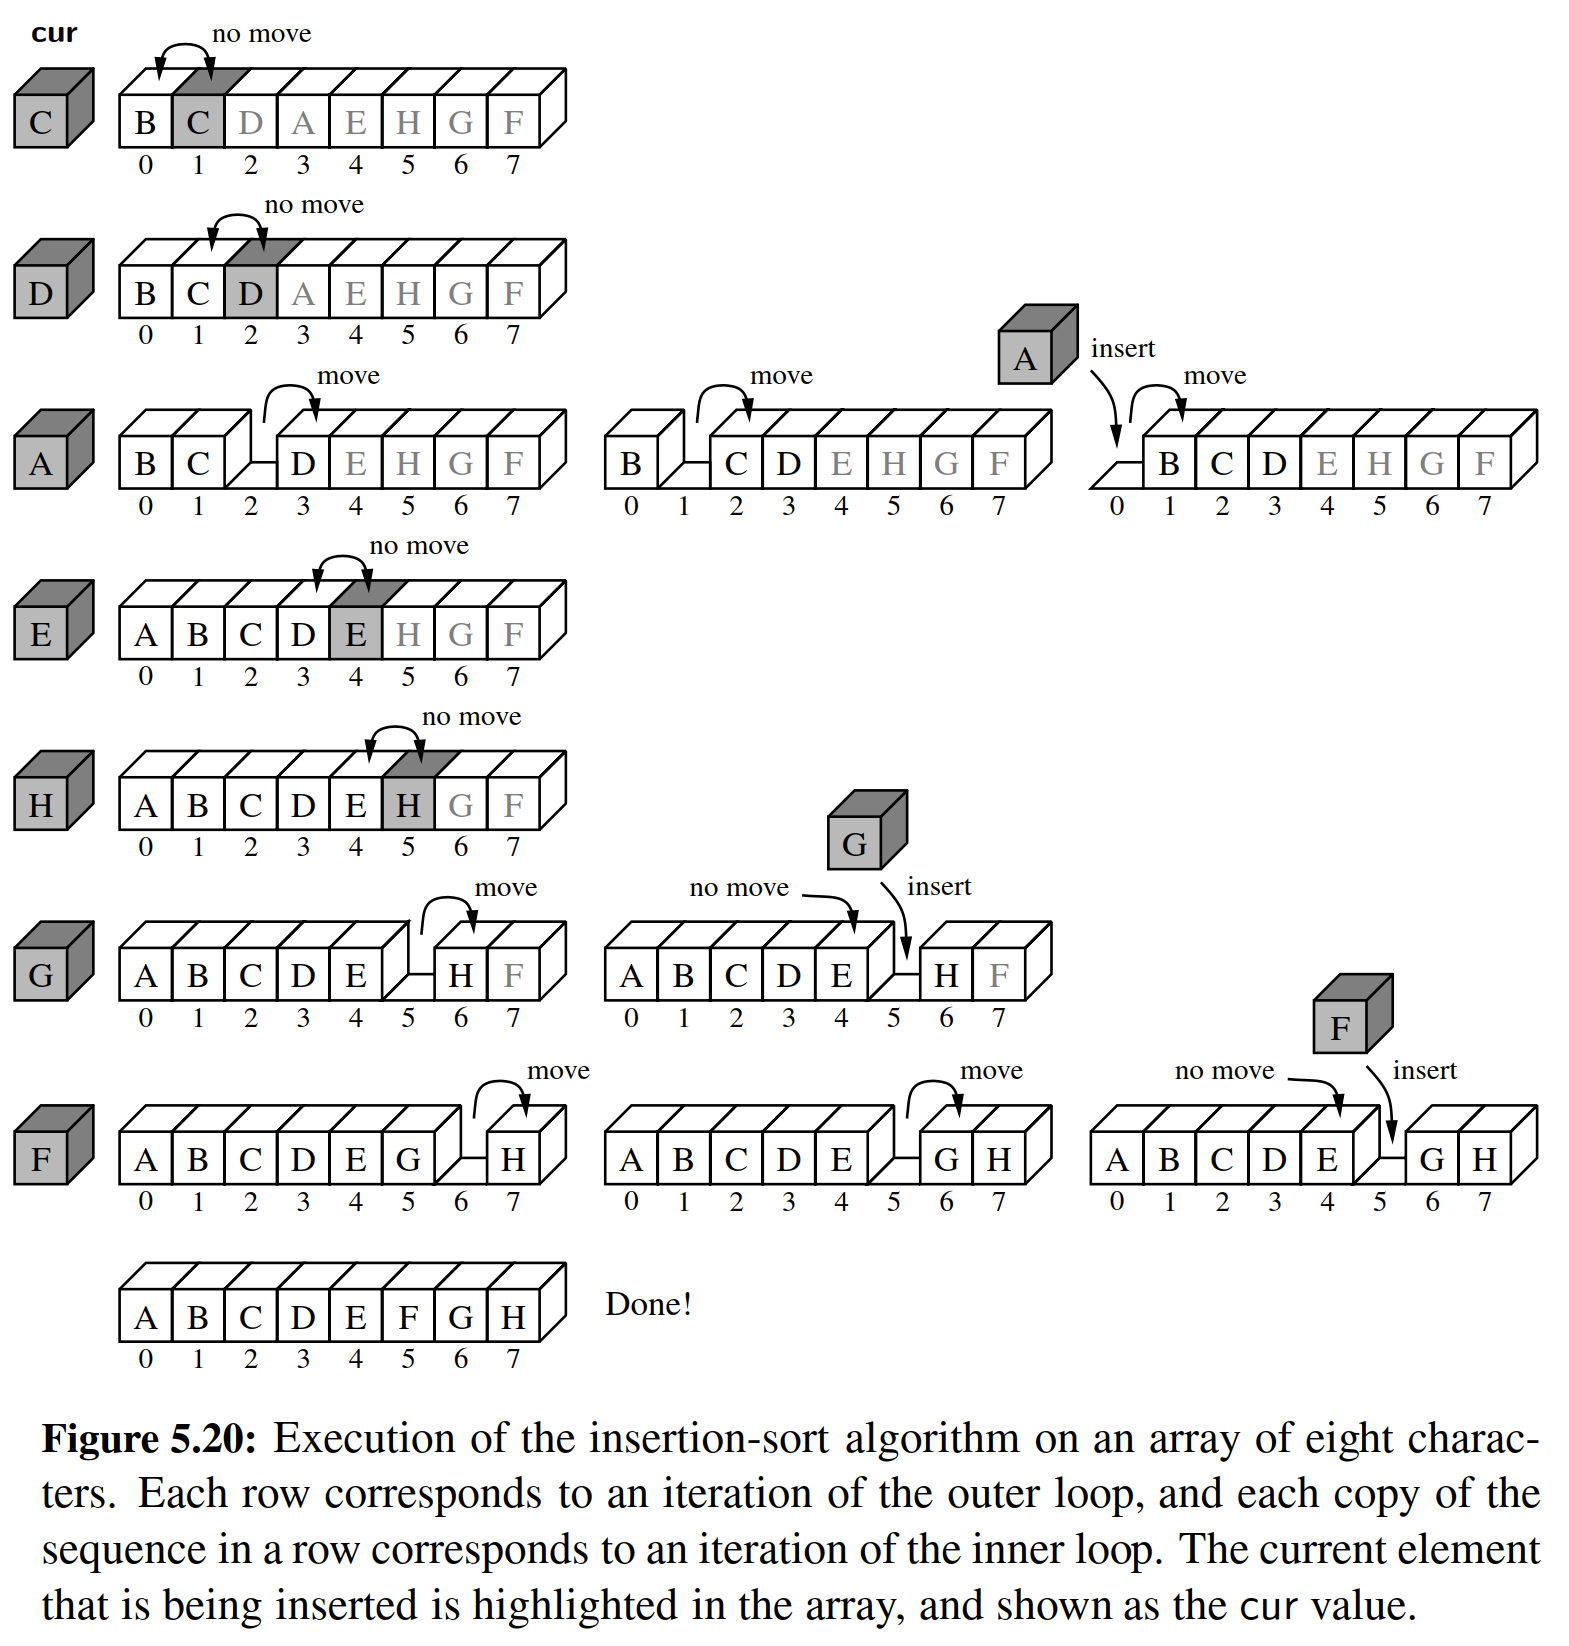 cur
no move
C
B C D A E H G F
0 1 2 3 4 5 6 7
no move
D
B C D A E H G F
0 1 2 3 4 5 6 7
A
insert
move
move
move
A
B C D E H G F
B C D E H G F
B C D E H G F
0 1 2 3 4 5 6 7
0 1 2 3 4 5 6 7
0 1 2 3 4 5 6 7
no move
E
A B C D E H G F
0 1 2 3 4 5 6 7
no move
H
A B C D E H G F
0 1 2 3 4 5 6 7
G
move
no move
insert
G
A B C D E H F
A B C D E H F
0 1 2 3 4 5 6 7
0 1 2 3 4 5 6 7
F
move
move
no move
insert
F
A B C D E G H
A B C D E G H
A B C D E G H
0 1 2 3 4 5 6 7
0 1 2 3 4 5 6 7
0 1 2 3 4 5 6 7
A B C D E F G H
Done!
0 1 2 3 4 5 6 7
Figure 5.20: Execution of the insertion-sort algorithm on an array of eight charac-
ters. Each row corresponds to an iteration of the outer loop, and each copy of the
sequence in a row corresponds to an iteration of the inner loop. The current element
that is being inserted is highlighted in the array, and shown as the cur value.